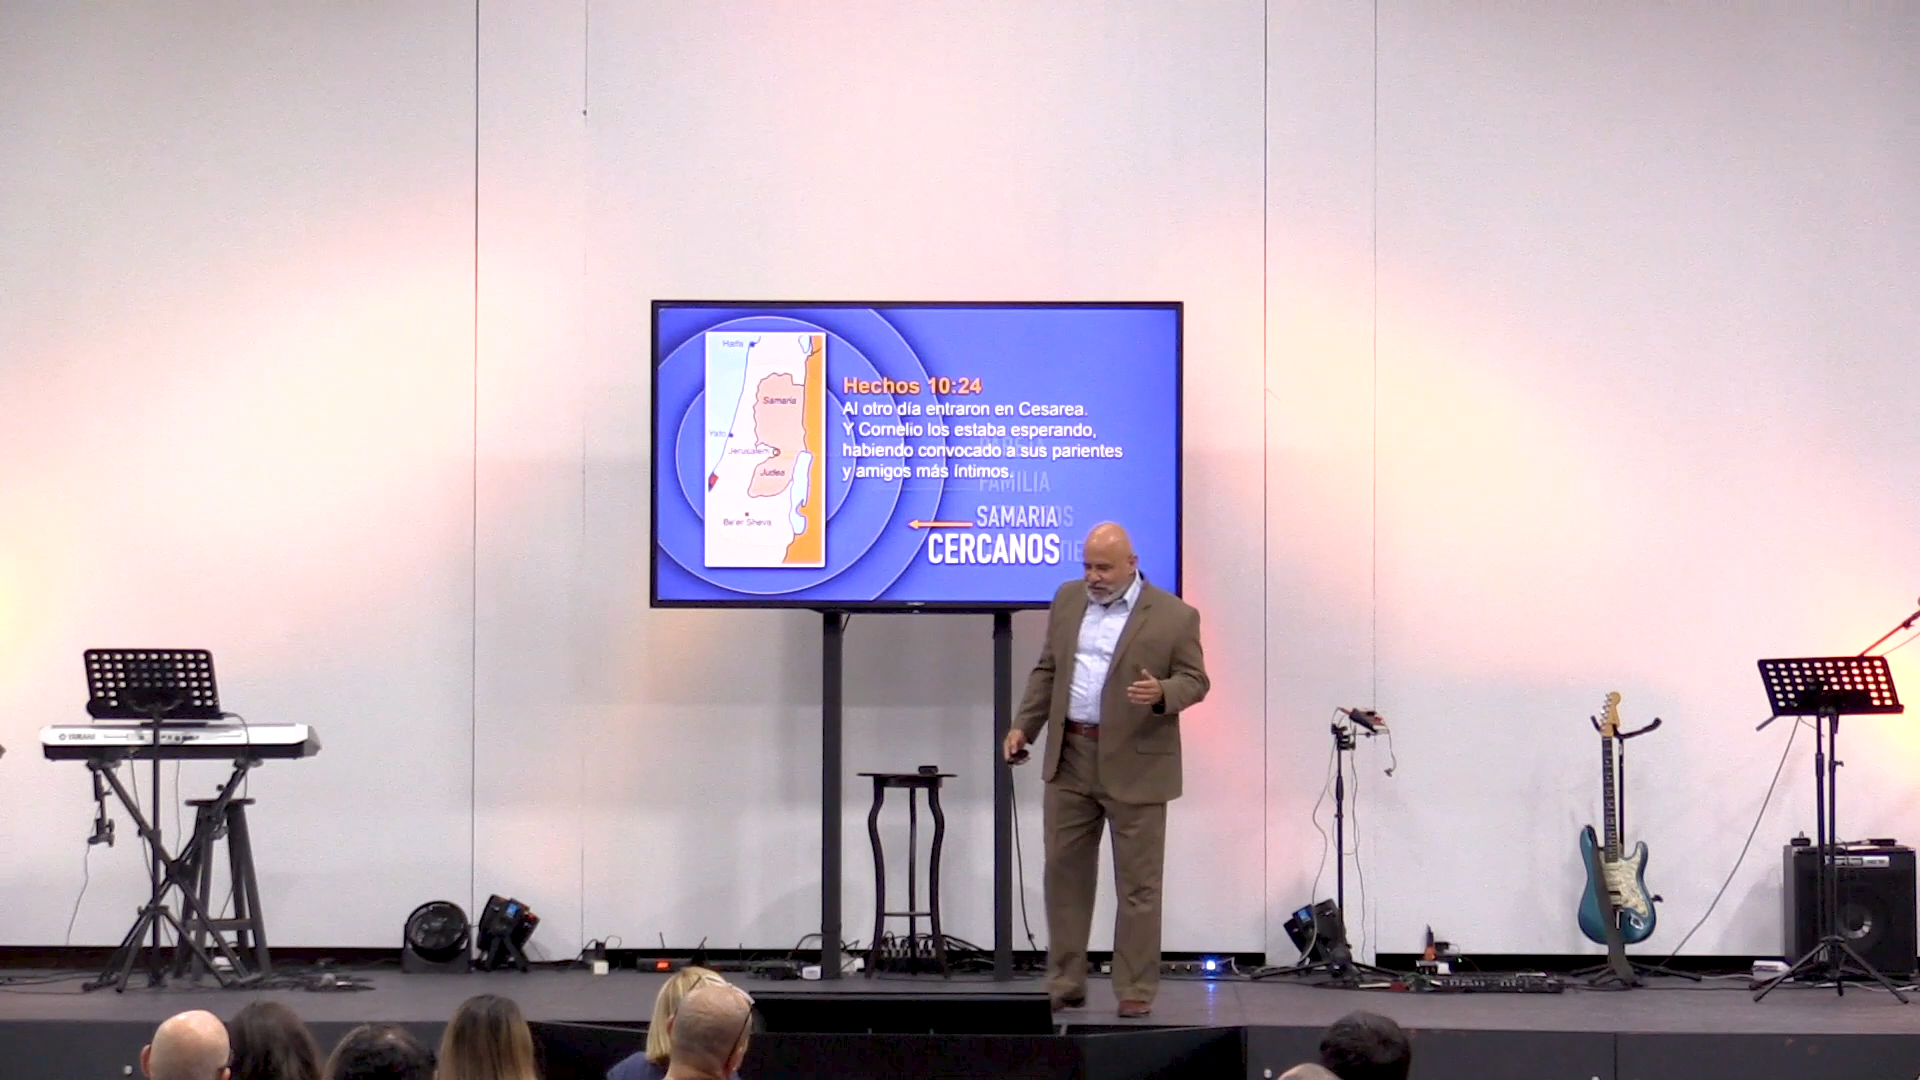 Haifa
Samaria
Yafo
Jerusalem
Judea
Be'er Sheva
Hechos 10:24
Al otro día entraron en Cesarea.
Y Cornelio los estaba esperando,
habiendo convocado a sus parientes
y amigos más íntimos.
FAMILIA
SAMARIA
CERCANOS
YAMAHA